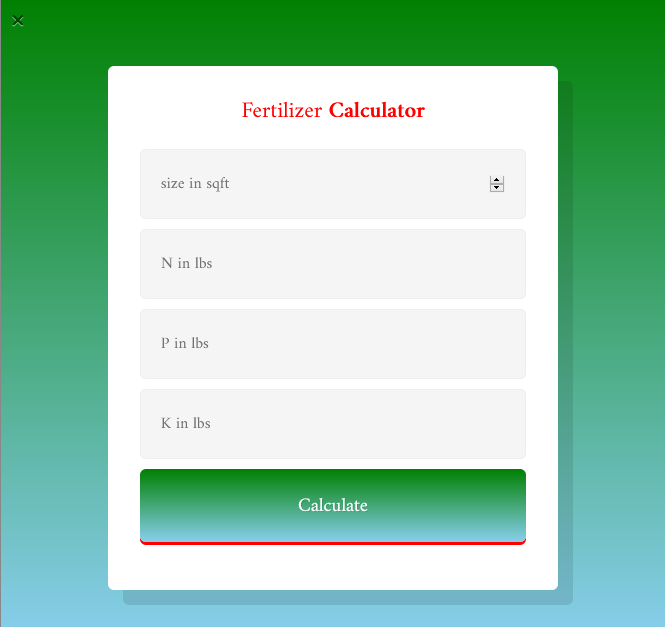 Fertilizer Calculator
size in sqft
N in lbs
P in lbs
K in lbs
Calculate